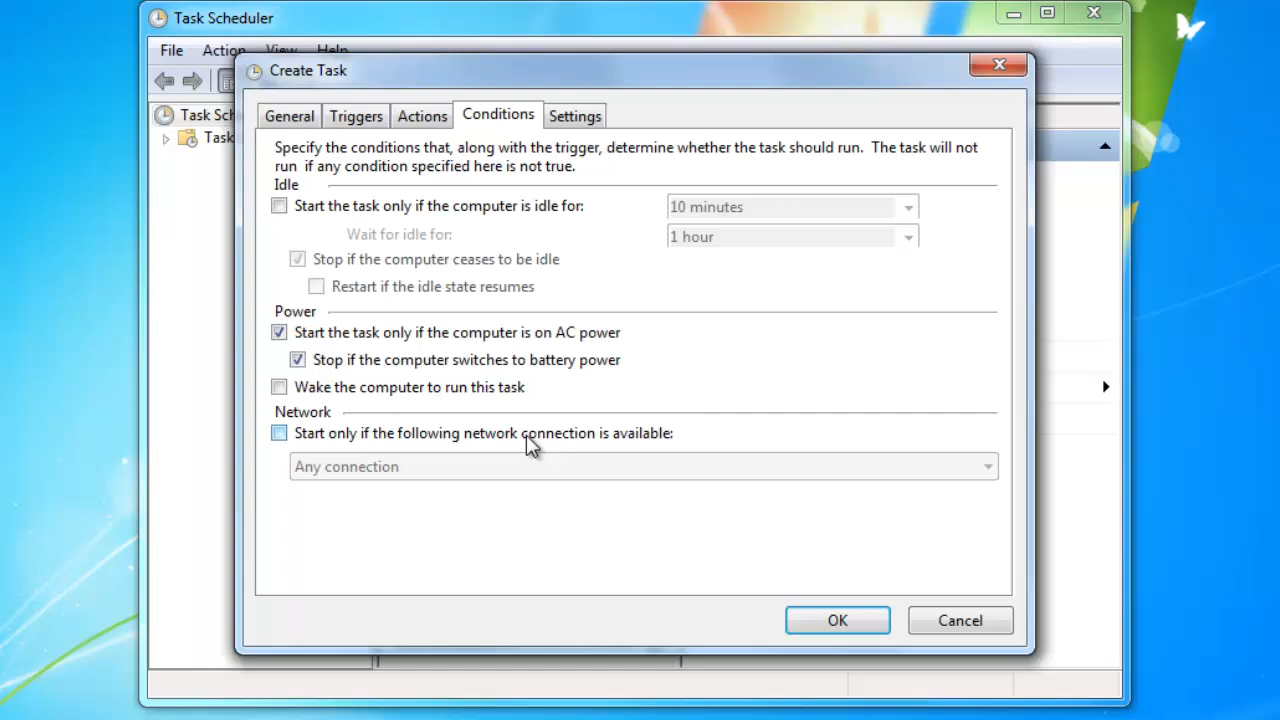 Task Scheduler
File Action View Help
Create Task
Task Sch
Task
General Triggers Actions Conditions Settings
Specify the conditions that, along with the trigger, determine whether the task should run. The task will not
run if any condition specified here is not true.
Idle
Start the task only if the computer is idle for: 10 minutes
Wait for idle for: 1 hour
Stop if the computer ceases to be idle
Restart if the idle state resumes
Power
Start the task only if the computer is on AC power
Stop if the computer switches to battery power
Wake the computer to run this task
Network
Start only if the following network connection is available:
Any connection
OK Cancel